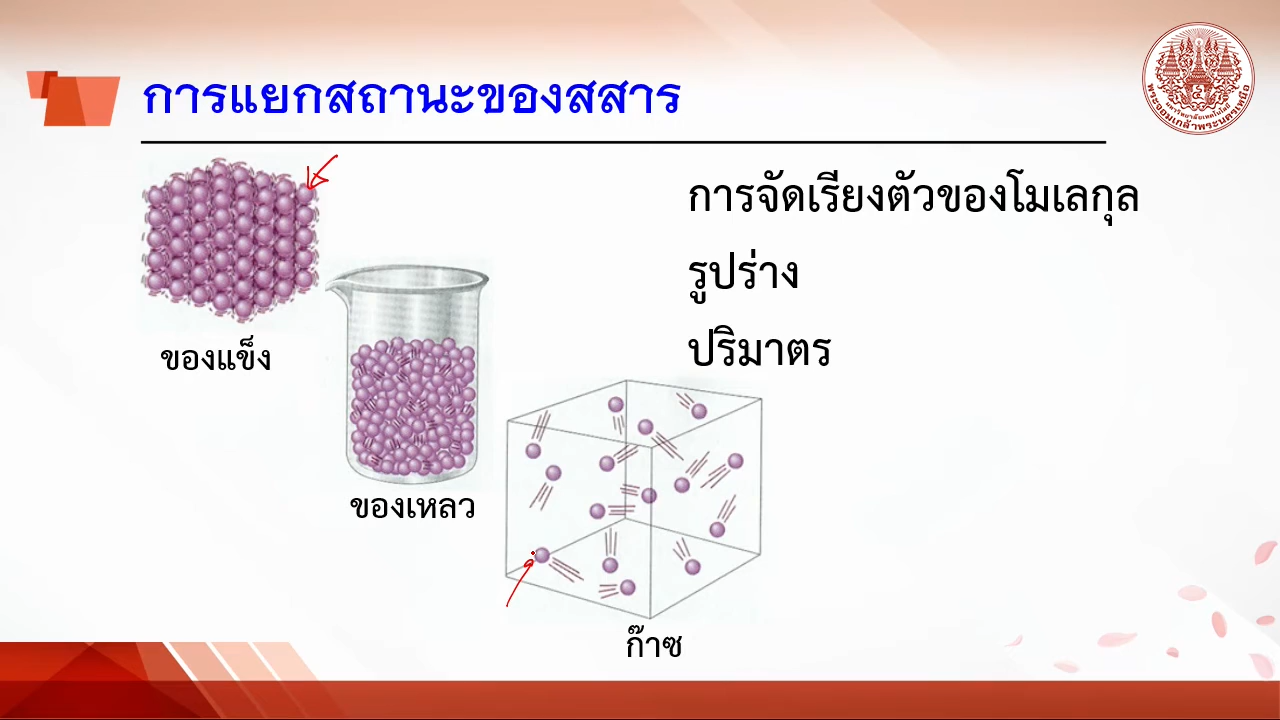 การแยกสถานะของสสาร
การจัดเรียงตัวของโมเลกุล
รูปร่าง
ปริมาตร
ของแข็ง
ของเหลว
ก๊าซ